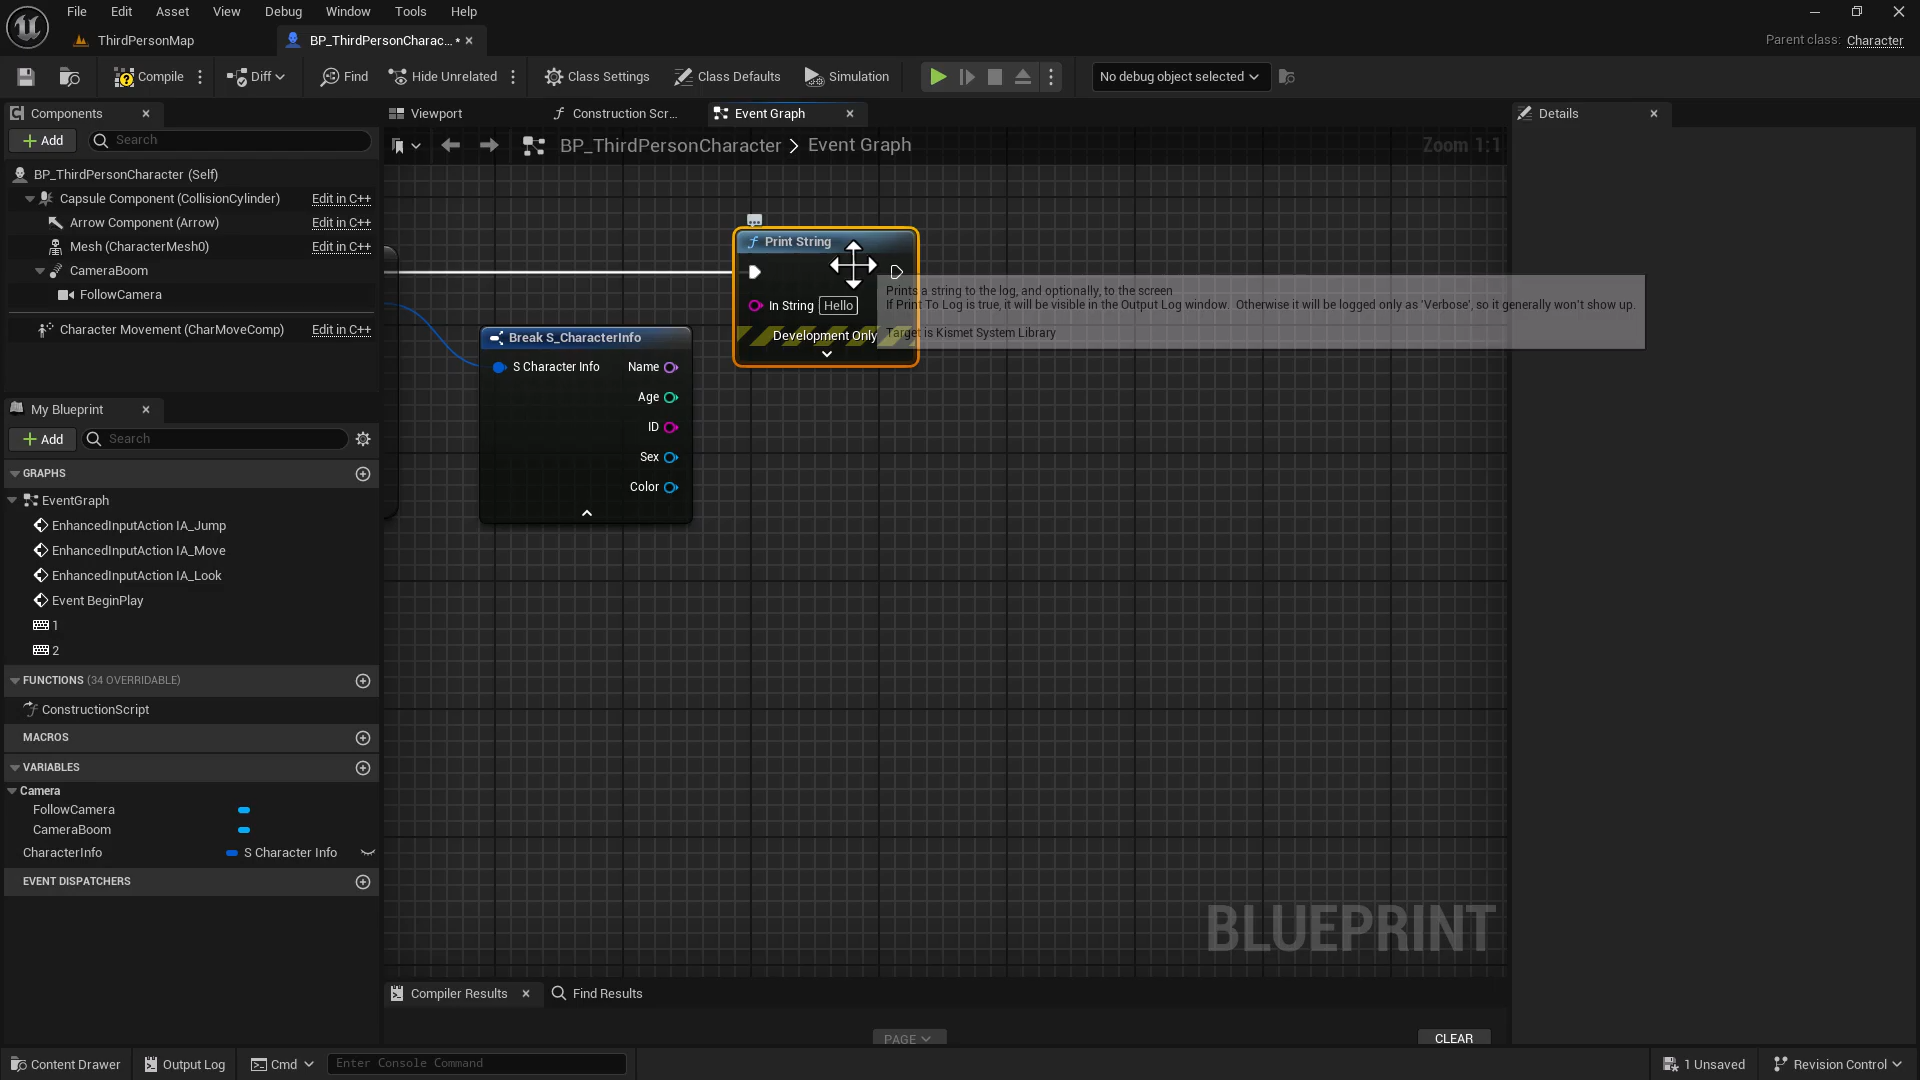 File Edit Asset View Debug Window Tools Help
ThirdPersonMap
BP_ThirdPersonCharac... •
Parent class: Character
Compile
Diff
Find
Hide Unrelated
Class Settings
Class Defaults
Simulation
No debug object selected
Components
Add
Search
BP_ThirdPersonCharacter (Self)
Capsule Component (CollisionCylinder) Edit in C++
Arrow Component (Arrow) Edit in C++
Mesh (CharacterMesh0) Edit in C++
CameraBoom
FollowCamera
Character Movement (CharMoveComp) Edit in C++
My Blueprint
Add
Search
GRAPHS
EventGraph
EnhancedInputAction IA_Jump
EnhancedInputAction IA_Move
EnhancedInputAction IA_Look
Event BeginPlay
1
2
FUNCTIONS (34 OVERRIDABLE)
ConstructionScript
MACROS
VARIABLES
Camera
FollowCamera
CameraBoom
CharacterInfo S Character Info
EVENT DISPATCHERS
Viewport
Construction Scr...
Event Graph
BP_ThirdPersonCharacter > Event Graph
Zoom 1:1
Print String
In String Hello
Development Only
Prints a string to the log, and optionally, to the screen
If Print To Log is true, it will be visible in the Output Log window. Otherwise it will be logged only as 'Verbose', so it generally won't show up.
Target is Kismet System Library
Break S_CharacterInfo
S Character Info Name
Age
ID
Sex
Color
BLUEPRINT
Details
Compiler Results
Find Results
PAGE
CLEAR
Content Drawer
Output Log
Cmd
Enter Console Command
1 Unsaved
Revision Control